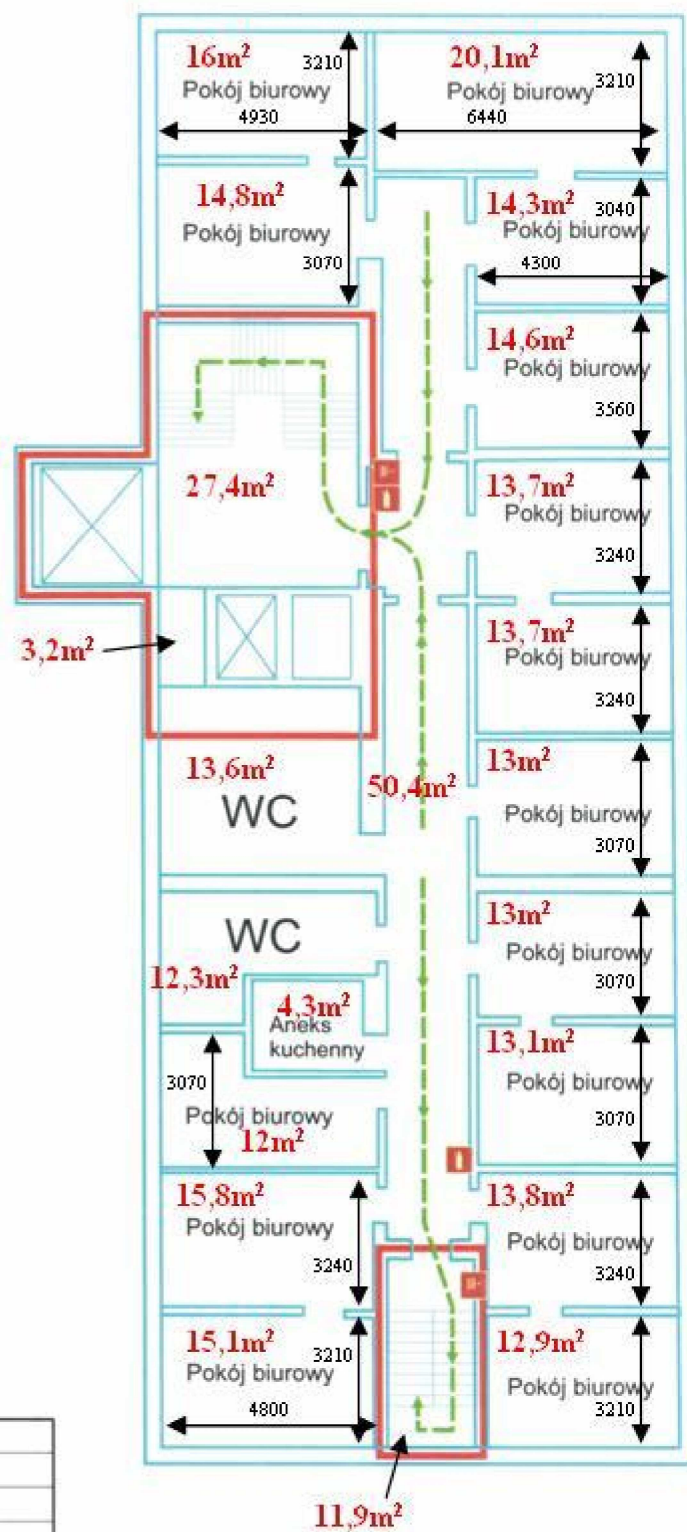 16m²
3210
Pokój biurowy
4930
20,1m²
Pokój biurowy
3210
6440
14,8m²
Pokój biurowy
3070
14,3m²
3040
Pokój biurowy
4300
14,6m²
Pokój biurowy
3560
27,4m²
13,7m²
Pokój biurowy
3240
3,2m²
13,7m²
Pokój biurowy
3240
13,6m²
WC
50,4m²
13m²
Pokój biurowy
3070
WC
12,3m²
13m²
Pokój biurowy
3070
4,3m²
Aneks
kuchenny
13,1m²
Pokój biurowy
3070
3070
Pokój biurowy
12m²
15,8m²
Pokój biurowy
3240
13,8m²
Pokój biurowy
3240
15,1m²
3210
Pokój biurowy
4800
12,9m²
Pokój biurowy
3210
11,9m²